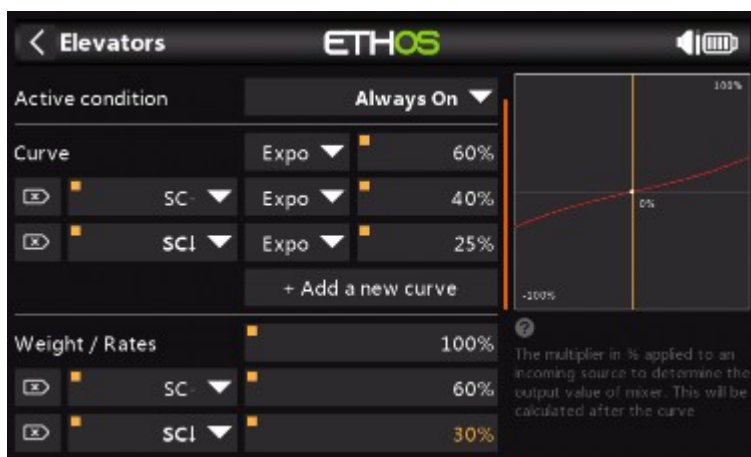 Elevators
ETHOS
Active condition Always On
Curve Expo 60%
SC- Expo 40%
SC↓ Expo 25%
+ Add a new curve
Weight / Rates 100%
SC- 60%
SC↓ 30%
100%
0%
-100%
The multiplier in % applied to an
incoming source to determine the
output value of mixer. This will be
calculated after the curve